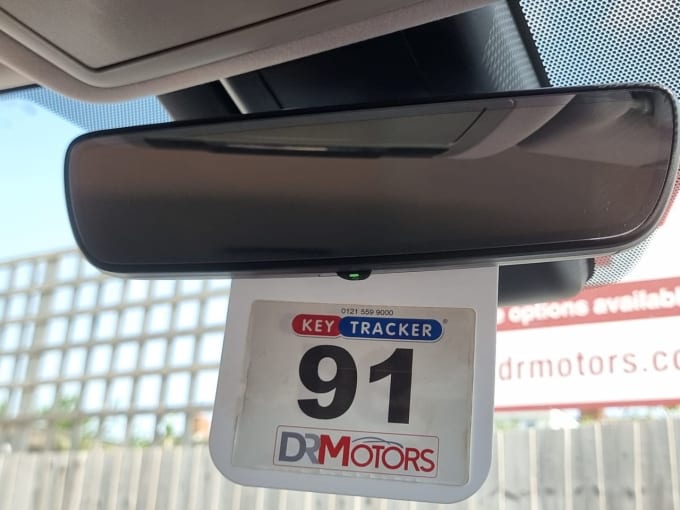 0121 559 9000
KEY TRACKER
91
DRMOTORS
options available
drmotors.co